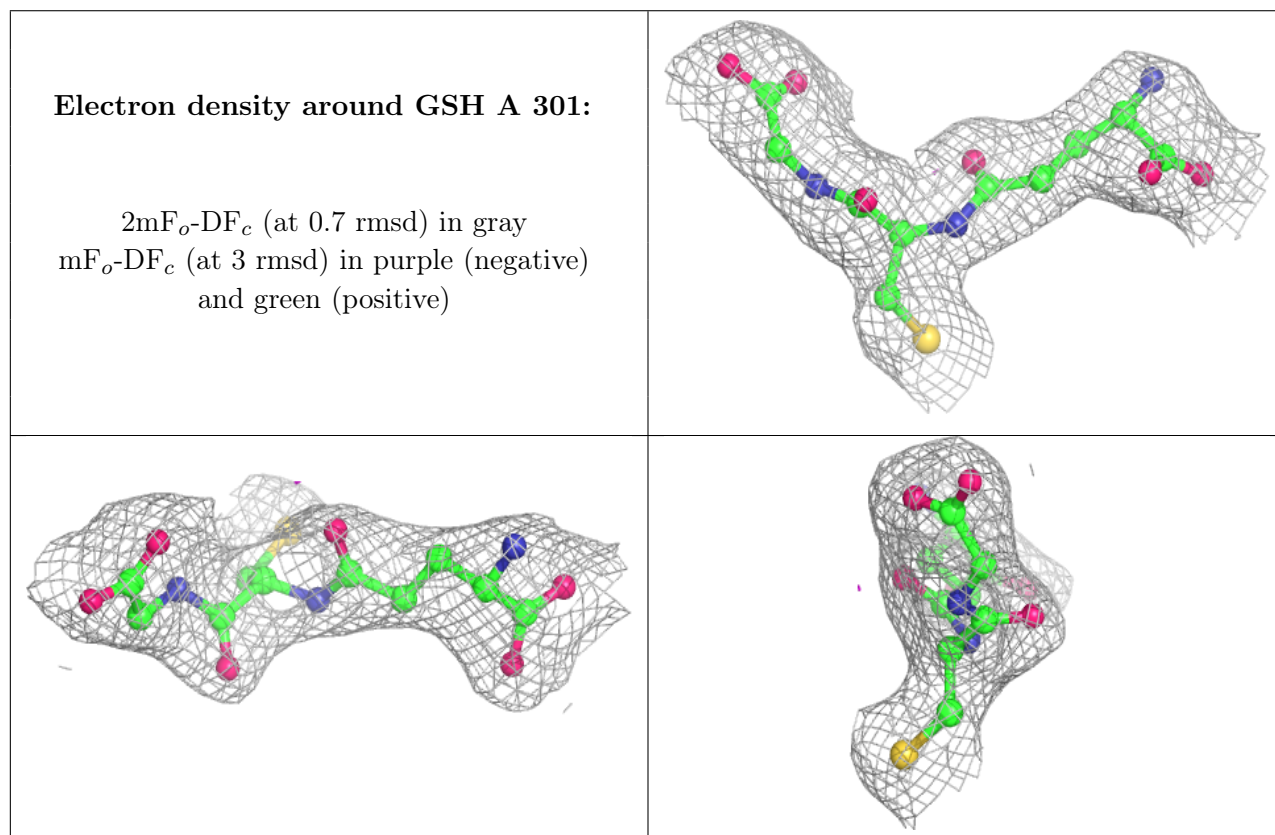 Electron density around GSH A 301:
2mFₒ-DF𝑐 (at 0.7 rmsd) in gray
mFₒ-DF𝑐 (at 3 rmsd) in purple (negative)
and green (positive)